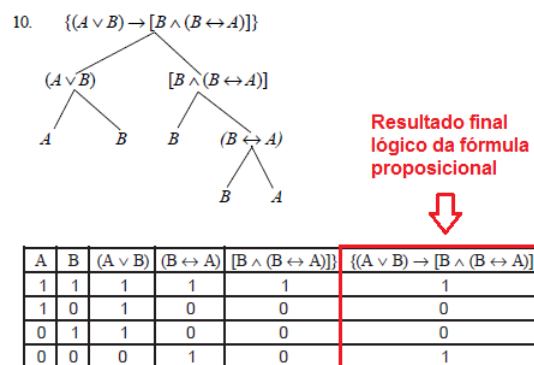 10. {(A ∨ B) → [B ∧ (B ↔ A)]}
(A ∨ B) [B ∧ (B ↔ A)]
A B B (B ↔ A)
B A
Resultado final
lógico da fórmula
proposicional
A B (A ∨ B) (B ↔ A) [B ∧ (B ↔ A)]} {(A ∨ B) → [B ∧ (B ↔ A)]
1 1 1 1 1 1
1 0 1 0 0 0
0 1 1 0 0 0
0 0 0 1 0 1